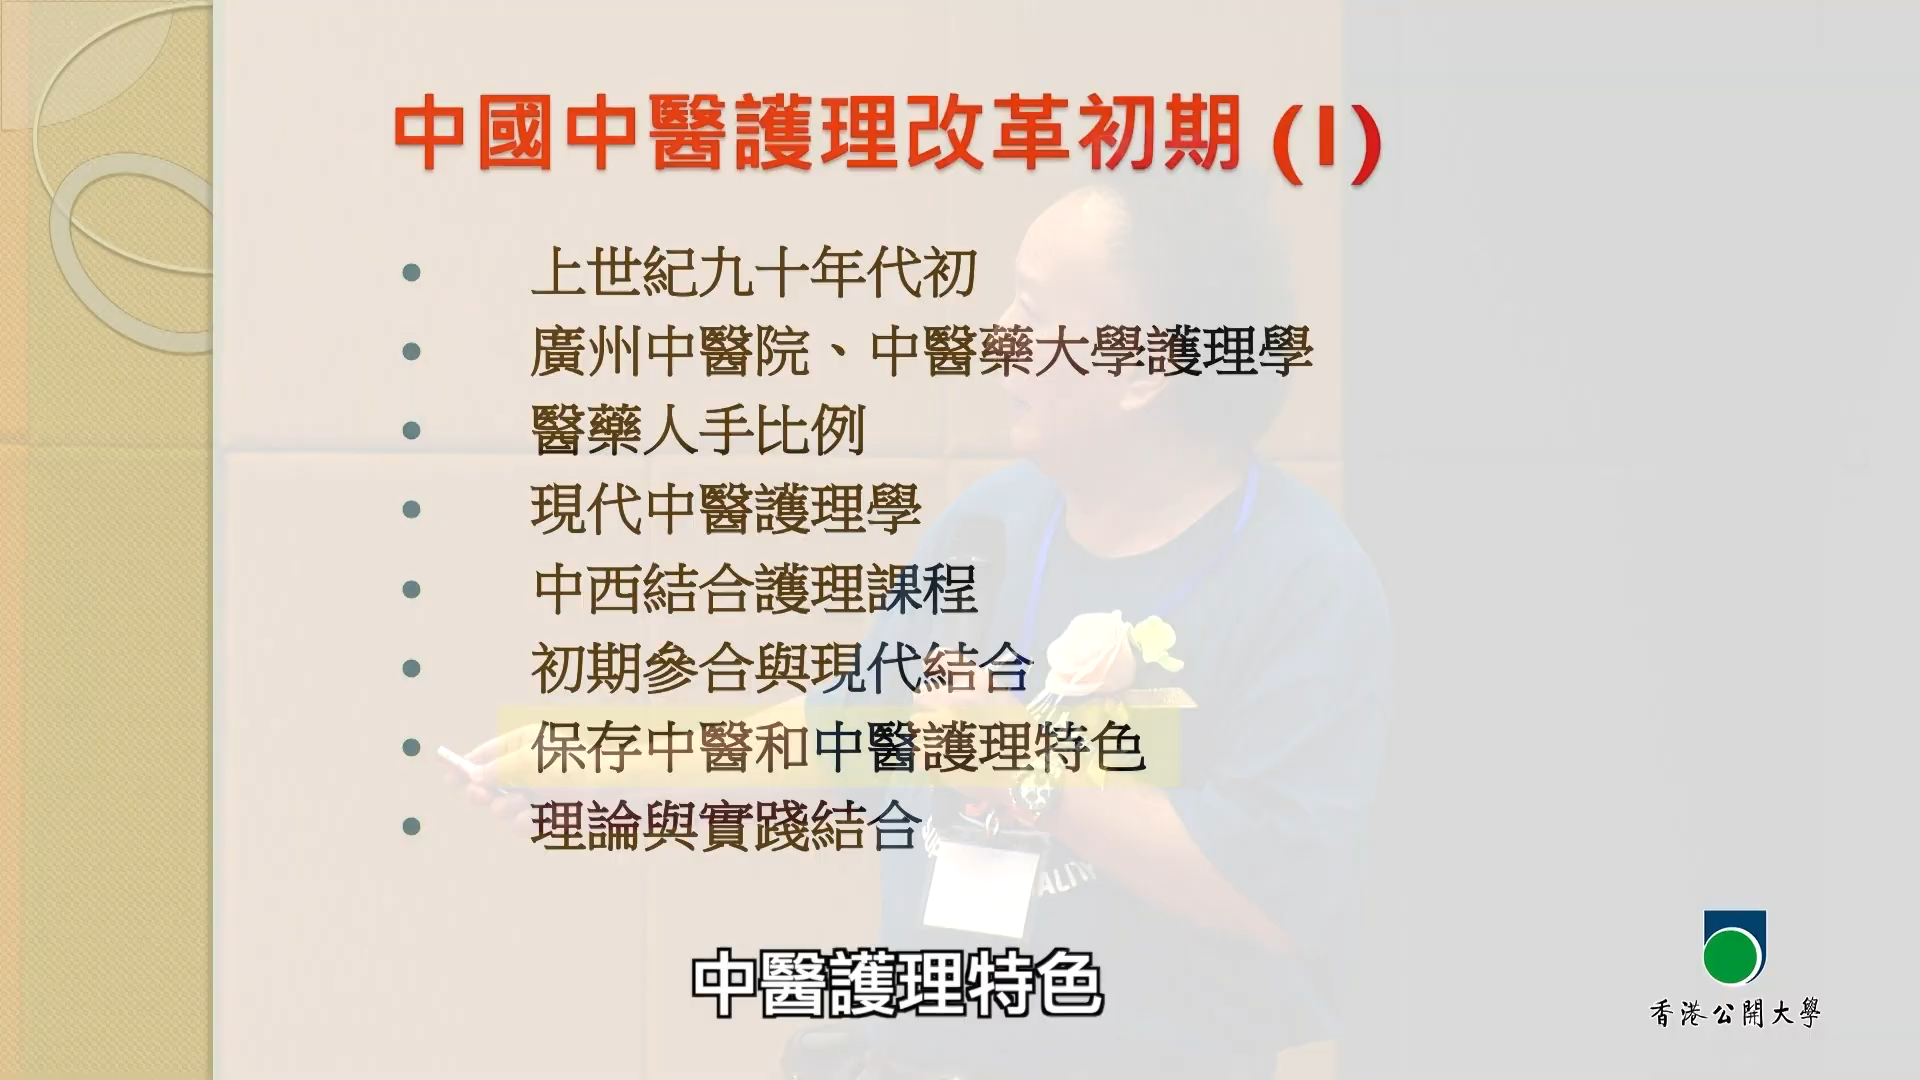 中國中醫護理改革初期 (I)
• 上世紀九十年代初
• 廣州中醫院、中醫藥大學護理學
• 醫藥人手比例
• 現代中醫護理學
• 中西結合護理課程
• 初期參合與現代結合
• 保存中醫和中醫護理特色
• 理論與實踐結合
中醫護理特色
香港公開大學